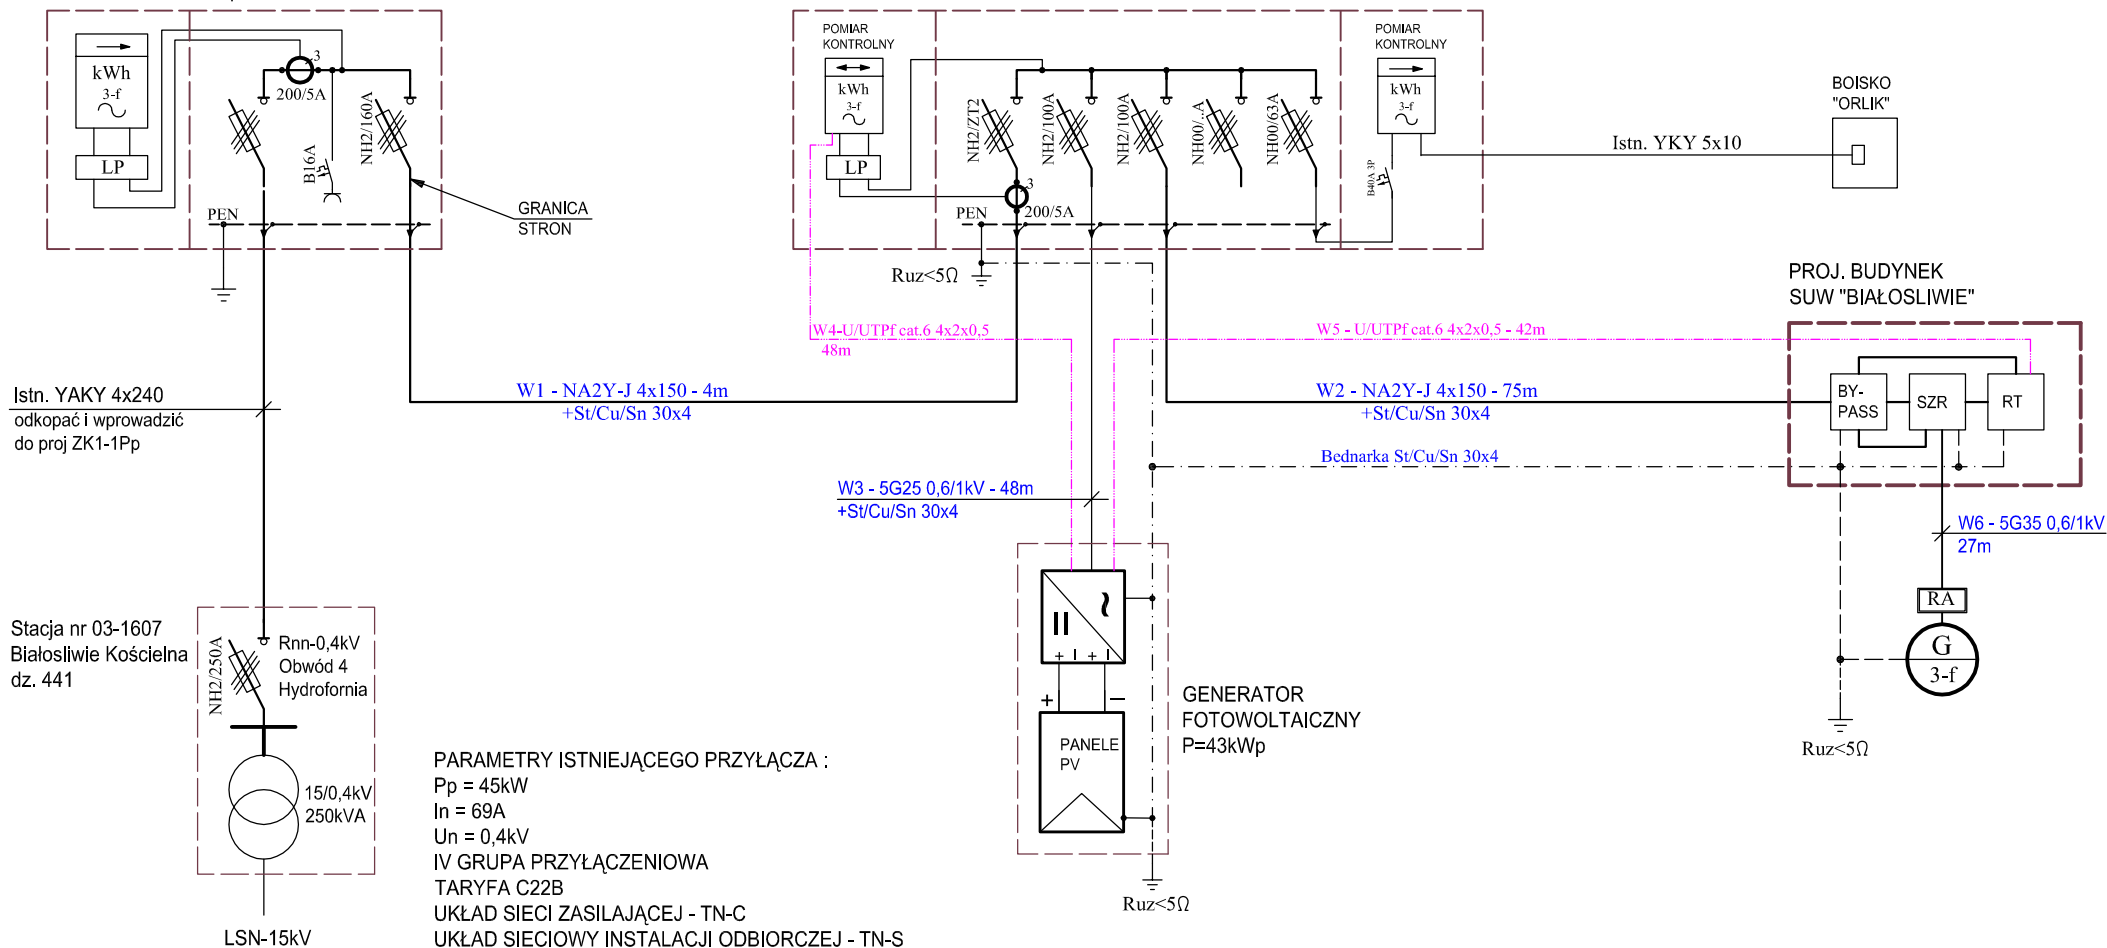 kWh
3-f
LP
3
200/5A
B16A
NH2/160A
PEN
GRANICA
STRON
POMIAR
KONTROLNY
kWh
3-f
LP
NH2/ZT2
NH2/100A
NH2/100A
NH00/..A
NH00/63A
3
200/5A
PEN
Ruz<5Ω
POMIAR
KONTROLNY
kWh
3-f
B40A 3P
Istn. YKY 5x10
BOISKO
"ORLIK"
PROJ. BUDYNEK
SUW "BIAŁOSLIWIE"
W4-U/UTPf cat.6 4x2x0,5
48m
W5 - U/UTPf cat.6 4x2x0,5 - 42m
Istn. YAKY 4x240
odkopać i wprowadzić
do proj ZK1-1Pp
W1 - NA2Y-J 4x150 - 4m
+St/Cu/Sn 30x4
W2 - NA2Y-J 4x150 - 75m
+St/Cu/Sn 30x4
BY-
PASS
SZR
RT
Bednarka St/Cu/Sn 30x4
W3 - 5G25 0,6/1kV - 48m
+St/Cu/Sn 30x4
W6 - 5G35 0,6/1kV
27m
RA
G
3-f
Ruz<5Ω
Stacja nr 03-1607
Białosliwie Kościelna
dz. 441
NH2/250A
Rnn-0,4kV
Obwód 4
Hydrofornia
15/0,4kV
250kVA
LSN-15kV
+ - + -
+ -
PANELE
PV
GENERATOR
FOTOWOLTAICZNY
P=43kWp
Ruz<5Ω
PARAMETRY ISTNIEJĄCEGO PRZYŁĄCZA :
Pp = 45kW
In = 69A
Un = 0,4kV
IV GRUPA PRZYŁĄCZENIOWA
TARYFA C22B
UKŁAD SIECI ZASILAJĄCEJ - TN-C
UKŁAD SIECIOWY INSTALACJI ODBIORCZEJ - TN-S